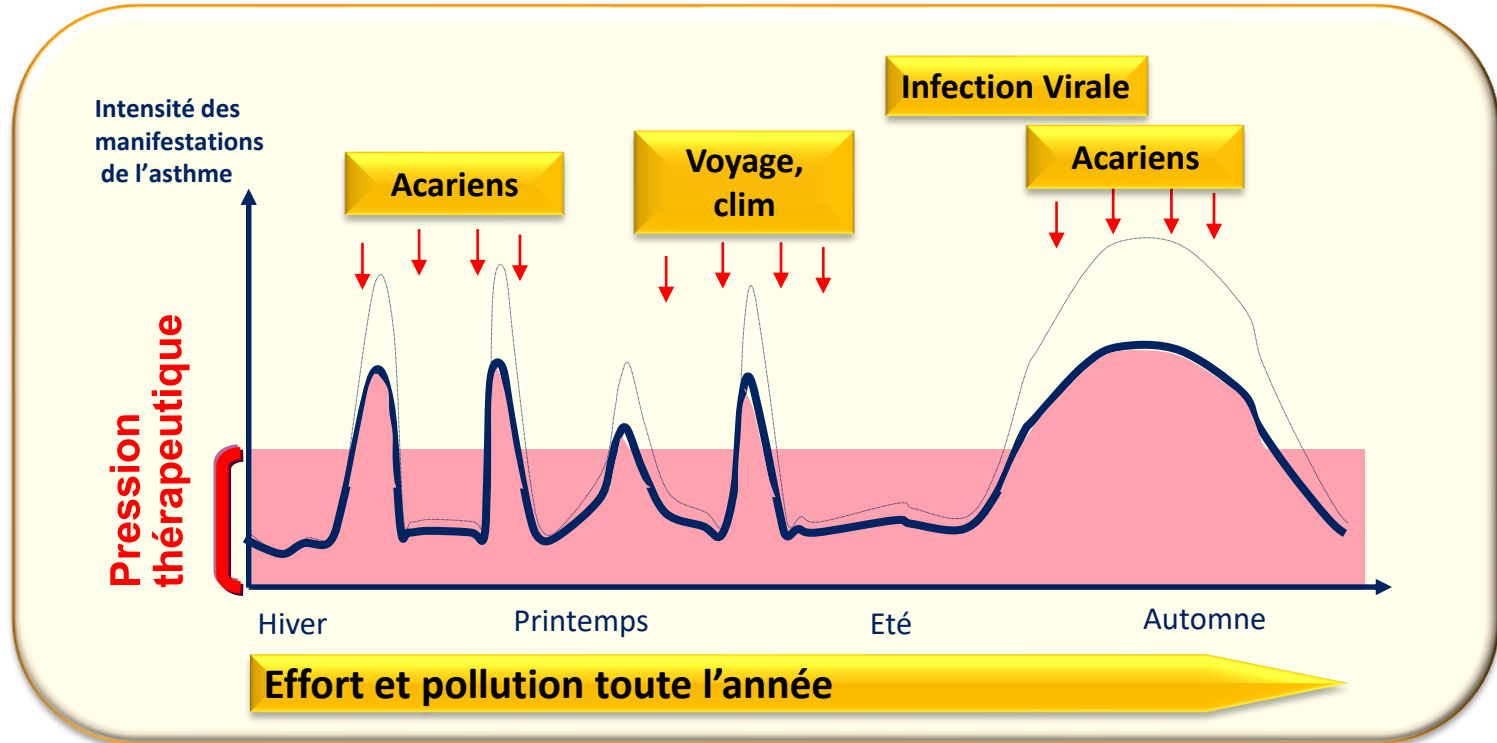 Infection Virale
Intensité des
manifestations
de l’asthme
Acariens
Voyage,
clim
Acariens
Pression
thérapeutique
Hiver
Printemps
Eté
Automne
Effort et pollution toute l’année